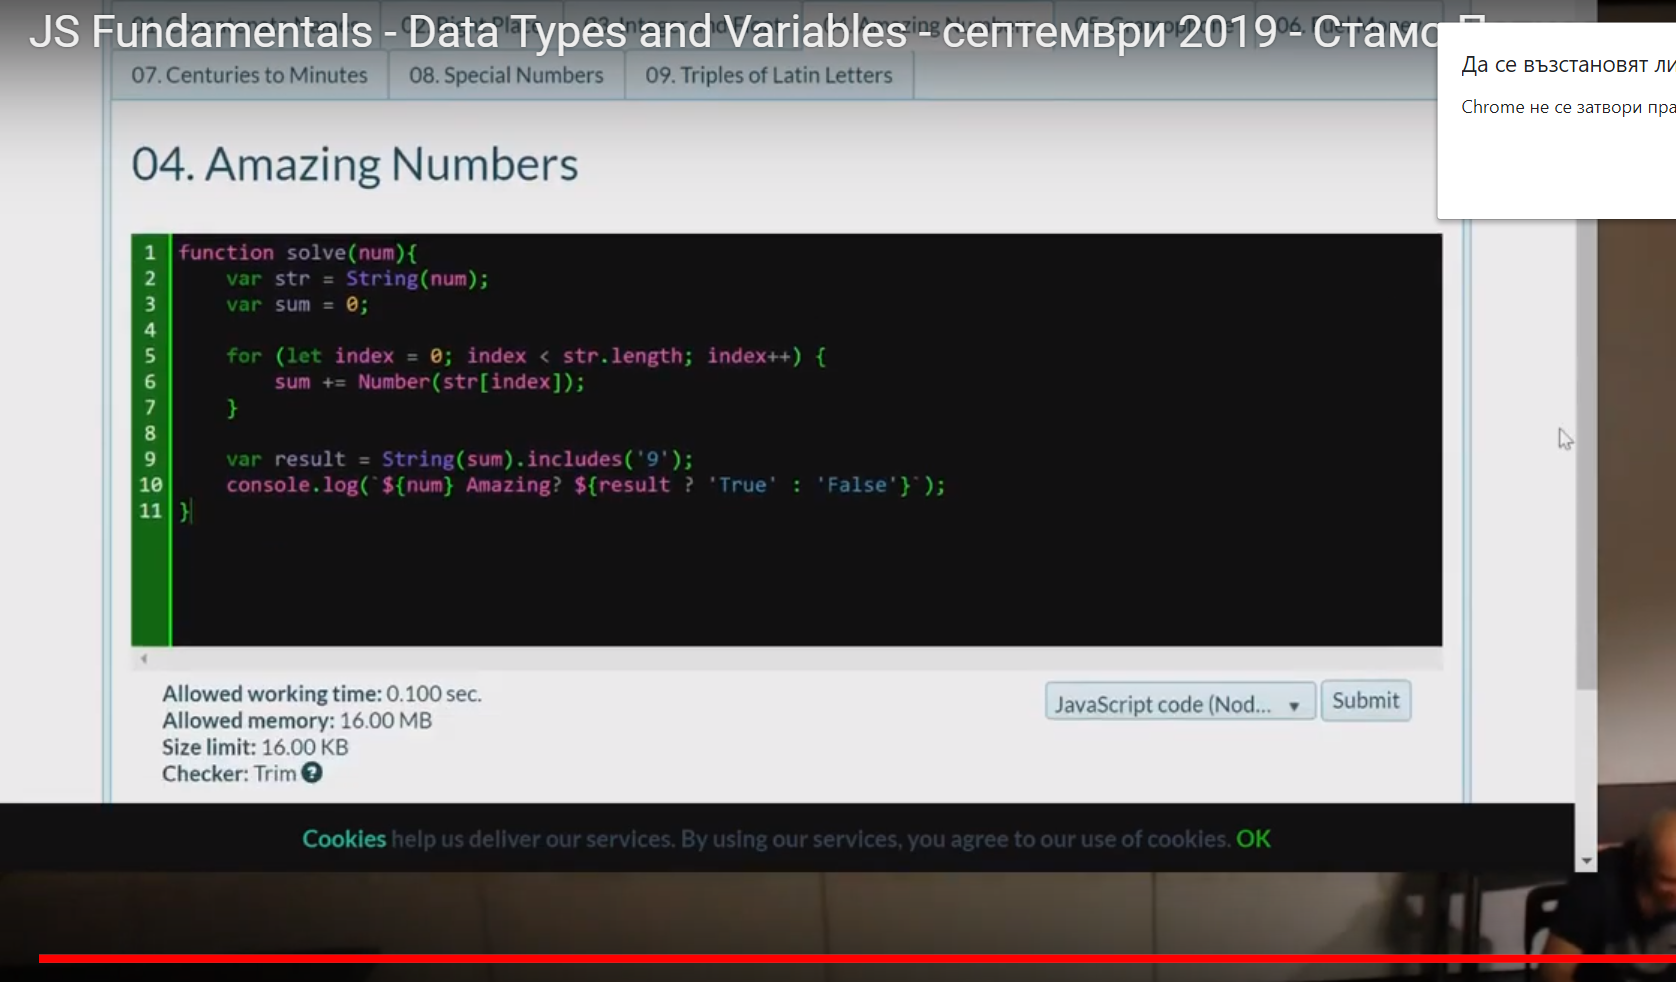 JS Fundamentals - Data Types and Variables - септември 2019 - Стамо
Да се възстановят ли
Chrome не се затвори пра
07. Centuries to Minutes 08. Special Numbers 09. Triples of Latin Letters
04. Amazing Numbers
1 function solve(num){
2 var str = String(num);
3 var sum = 0;
4
5 for (let index = 0; index < str.length; index++) {
6 sum += Number(str[index]);
7 }
8
9 var result = String(sum).includes('9');
10 console.log(`${num} Amazing? ${result ? 'True' : 'False'}`);
11 }
Allowed working time: 0.100 sec.
Allowed memory: 16.00 MB
Size limit: 16.00 KB
Checker: Trim ?
JavaScript code (Nod... Submit
Cookies help us deliver our services. By using our services, you agree to our use of cookies. OK